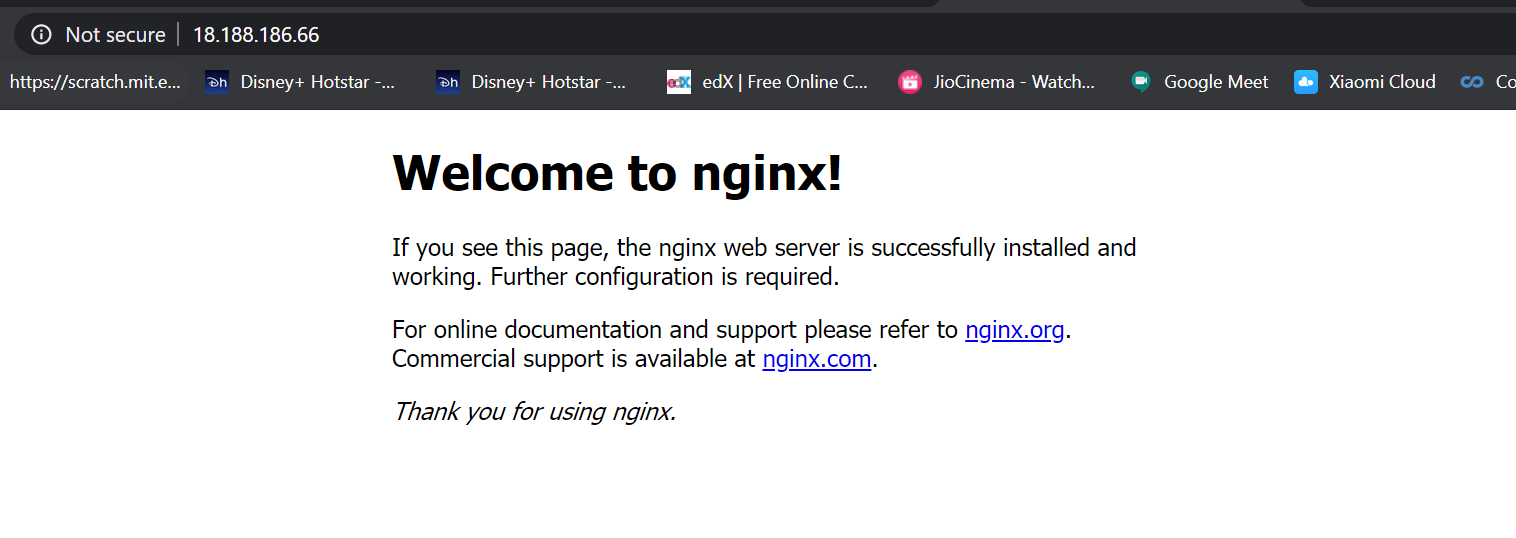 Not secure | 18.188.186.66
https://scratch.mit.e... Disney+ Hotstar -... Disney+ Hotstar -... edX | Free Online C... JioCinema - Watch... Google Meet Xiaomi Cloud Co
Welcome to nginx!
If you see this page, the nginx web server is successfully installed and
working. Further configuration is required.
For online documentation and support please refer to nginx.org.
Commercial support is available at nginx.com.
Thank you for using nginx.